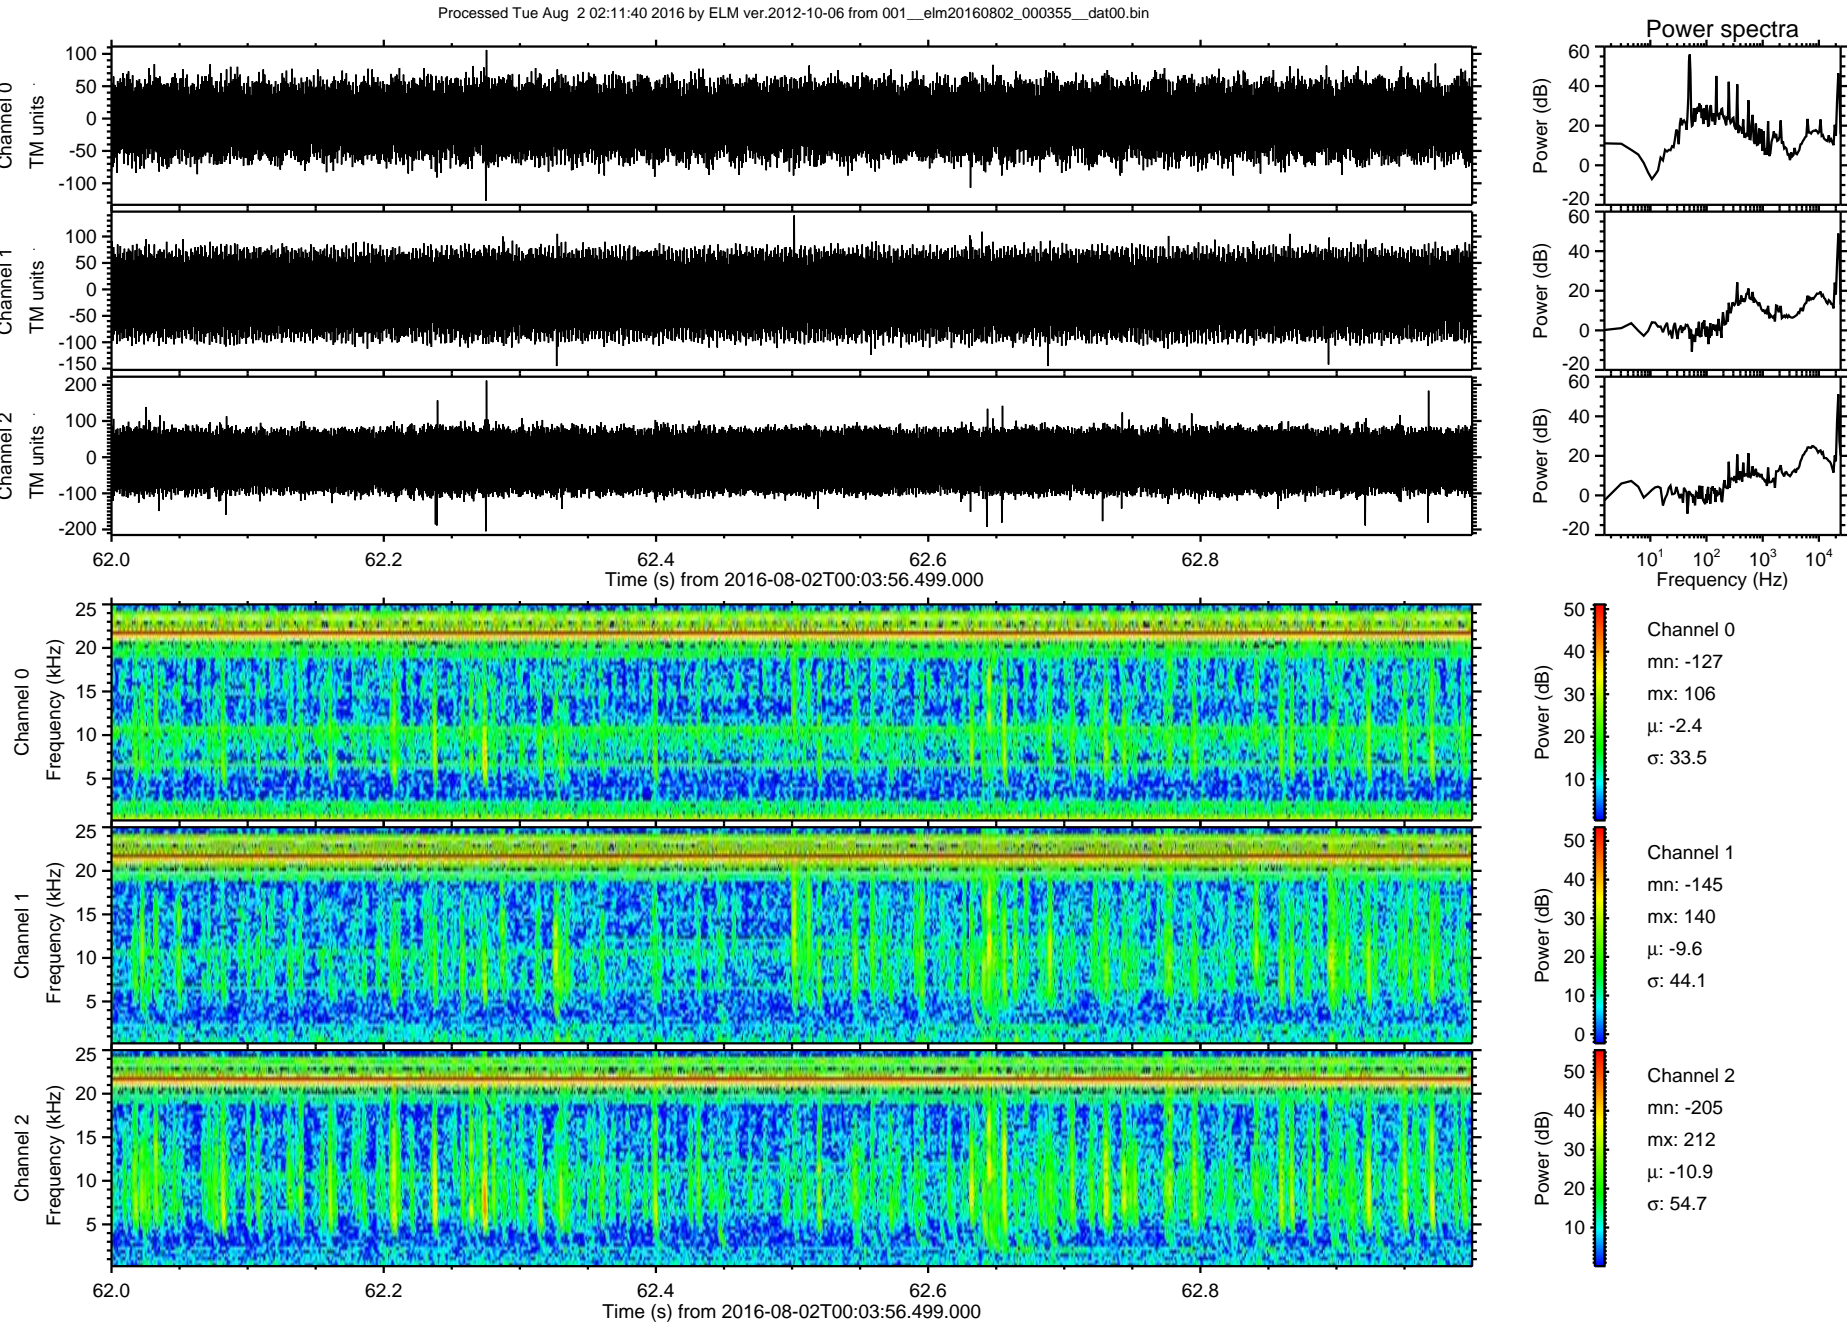 Processed Tue Aug  2 02:11:40 2016 by ELM ver.2012-10-06 from 001__elm20160802_000355__dat00.bin
Power spectra
Channel 0
TM units
100
50
0
-50
-100
Power (dB)
60
40
20
0
-20
Channel 1
TM units
100
50
0
-50
-100
-150
Power (dB)
60
40
20
0
-20
Channel 2
TM units
200
100
0
-100
-200
Power (dB)
60
40
20
0
-20
62.0 62.2 62.4 62.6 62.8
Time (s) from 2016-08-02T00:03:56.499.000
10^1 10^2 10^3 10^4
Frequency (Hz)
Channel 0
Frequency (kHz)
25
20
15
10
5
Power (dB)
50
40
30
20
10
Channel 0
mn: -127
mx: 106
μ: -2.4
σ: 33.5
Channel 1
Frequency (kHz)
25
20
15
10
5
Power (dB)
50
40
30
20
10
0
Channel 1
mn: -145
mx: 140
μ: -9.6
σ: 44.1
Channel 2
Frequency (kHz)
25
20
15
10
5
Power (dB)
50
40
30
20
10
Channel 2
mn: -205
mx: 212
μ: -10.9
σ: 54.7
62.0 62.2 62.4 62.6 62.8
Time (s) from 2016-08-02T00:03:56.499.000